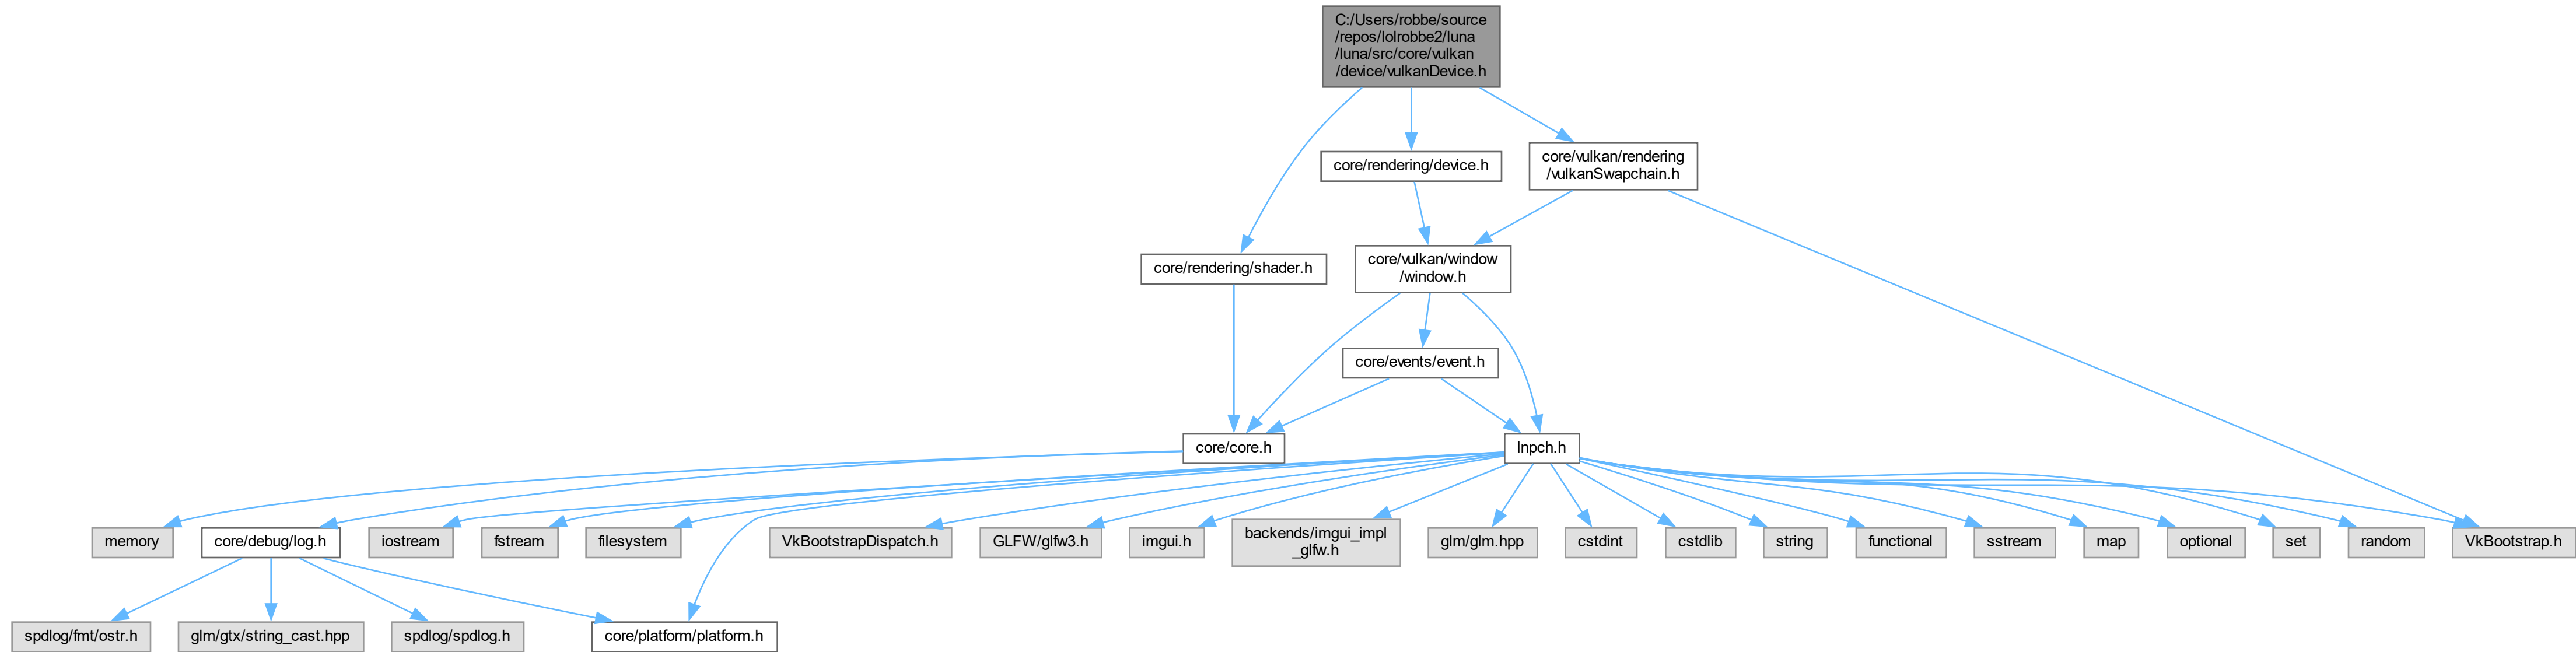 C:/Users/robbe/source
/repos/lolrobbe2/luna
/luna/src/core/vulkan
/device/vulkanDevice.h
core/rendering/device.h
core/vulkan/rendering
/vulkanSwapchain.h
core/rendering/shader.h
core/vulkan/window
/window.h
core/events/event.h
core/core.h
lnpch.h
memory
core/debug/log.h
iostream
fstream
filesystem
VkBootstrapDispatch.h
GLFW/glfw3.h
imgui.h
backends/imgui_impl
_glfw.h
glm/glm.hpp
cstdint
cstdlib
string
functional
sstream
map
optional
set
random
VkBootstrap.h
spdlog/fmt/ostr.h
glm/gtx/string_cast.hpp
spdlog/spdlog.h
core/platform/platform.h